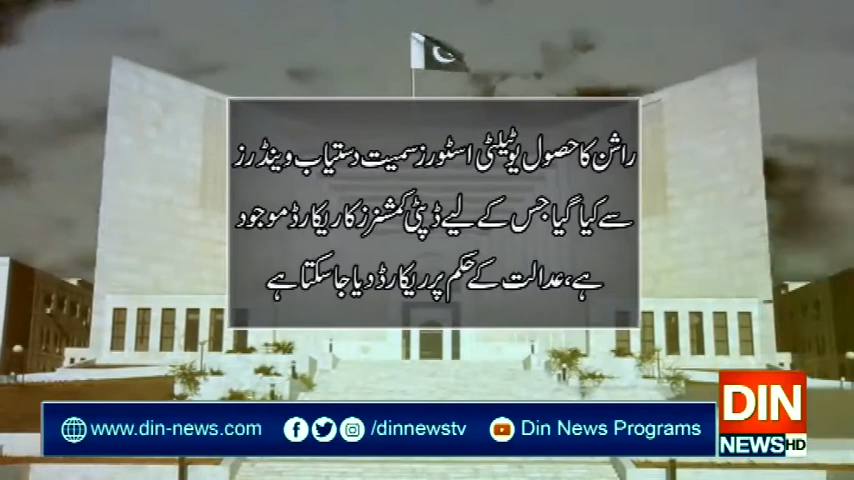 راشن کا حصول یوٹیلٹی اسٹورز سمیت دستیاب وینڈرز
سے کیا گیا جس کے لیے ڈپٹی کمشنرز کا ریکارڈ موجود
ہے، عدالت کے حکم پر ریکارڈ دیا جا سکتا ہے
www.din-news.com /dinnewstv Din News Programs
DIN
NEWS HD